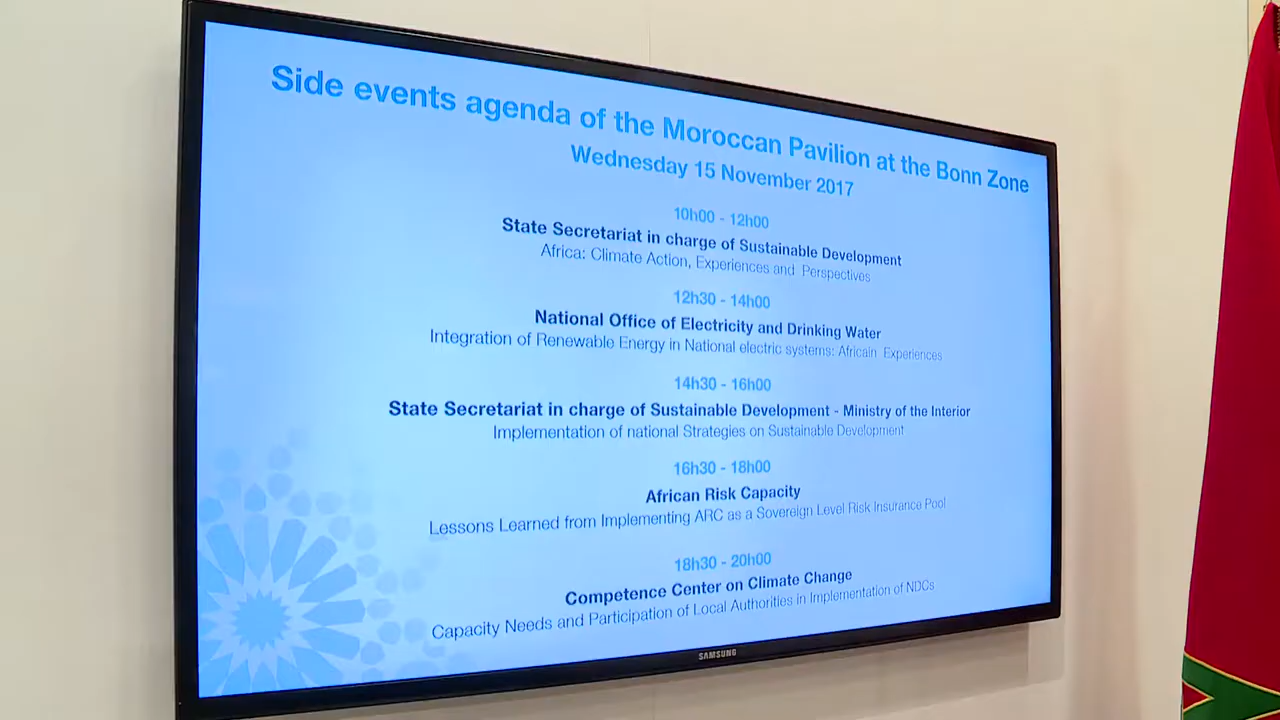 Side events agenda of the Moroccan Pavilion at the Bonn Zone
Wednesday 15 November 2017
10h00 - 12h00
State Secretariat in charge of Sustainable Development
Africa: Climate Action, Experiences and Perspectives
12h30 - 14h00
National Office of Electricity and Drinking Water
Integration of Renewable Energy in National electric systems: Africain Experiences
14h30 - 16h00
State Secretariat in charge of Sustainable Development - Ministry of the Interior
Implementation of national Strategies on Sustainable Development
16h30 - 18h00
African Risk Capacity
Lessons Learned from Implementing ARC as a Sovereign Level Risk Insurance Pool
18h30 - 20h00
Competence Center on Climate Change
Capacity Needs and Participation of Local Authorities in Implementation of NDCs
SAMSUNG